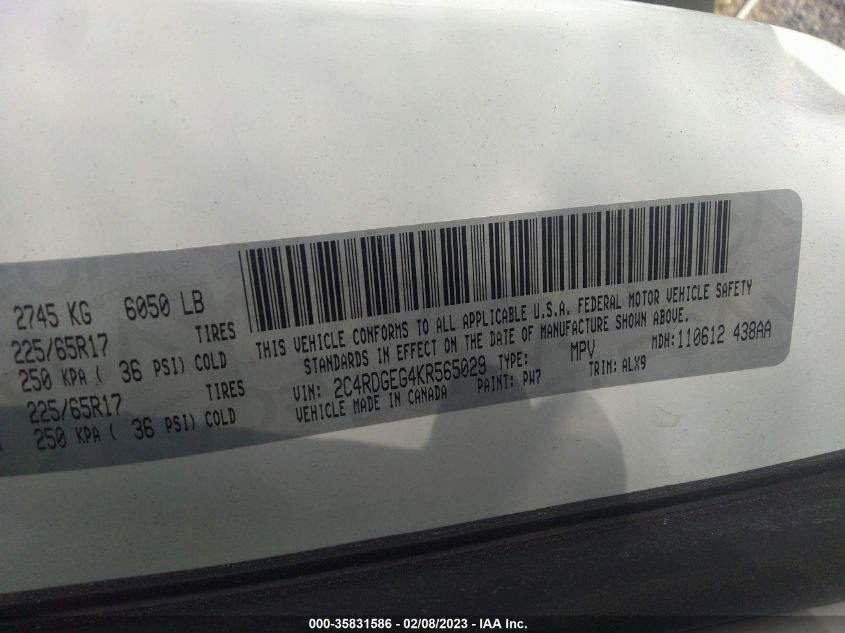 2745 KG 6050 LB
225/65R17 TIRES
250 KPA ( 36 PSI) COLD
225/65R17 TIRES
250 KPA ( 36 PSI) COLD
THIS VEHICLE CONFORMS TO ALL APPLICABLE U.S.A. FEDERAL MOTOR VEHICLE SAFETY
STANDARDS IN EFFECT ON THE DATE OF MANUFACTURE SHOWN ABOVE.
VIN: 2C4RDGEG4KR565029 TYPE: MPV MDH: 110612 438AA
VEHICLE MADE IN CANADA PAINT: PW7 TRIM: ALX9
000-35831586 — 02/08/2023 — IAA Inc.